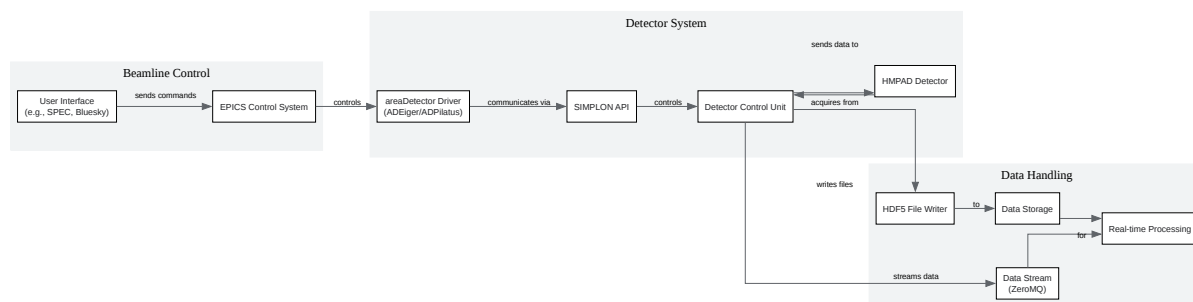 Detector System
sends data to
Beamline Control
HMPAD Detector
User Interface
(e.g., SPEC, Bluesky)
sends commands
EPICS Control System
controls
areaDetector Driver
(ADEiger/ADPilatus)
communicates via
SIMPLON API
controls
Detector Control Unit
acquires from
Data Handling
writes files
HDF5 File Writer
to
Data Storage
Real-time Processing
for
streams data
Data Stream
(ZeroMQ)